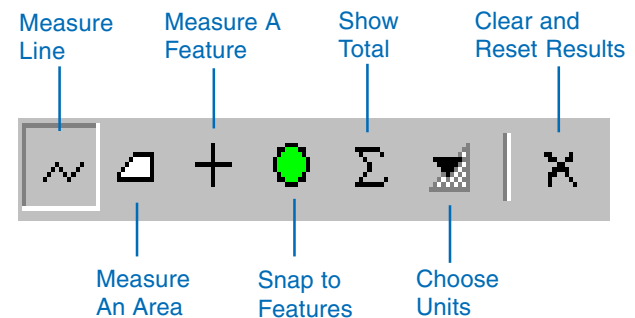 Measure
Line
Measure A
Feature
Show
Total
Clear and
Reset Results
Σ
Measure
An Area
Snap to
Features
Choose
Units